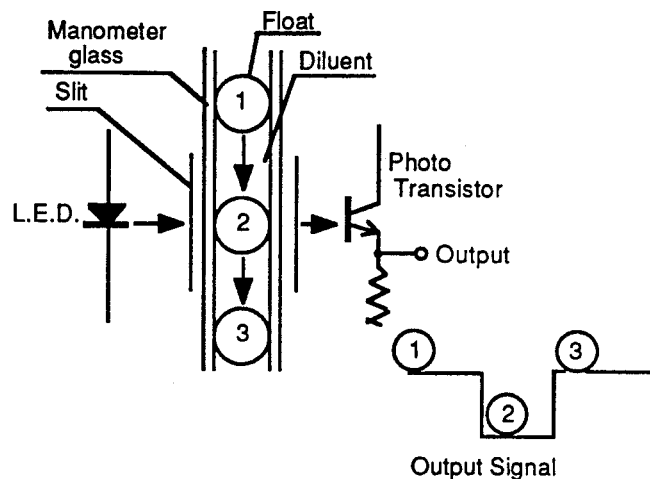 Manometer
glass
Float
Diluent
Slit
1
Photo
Transistor
L.E.D.
2
Output
3
1
3
2
Output Signal